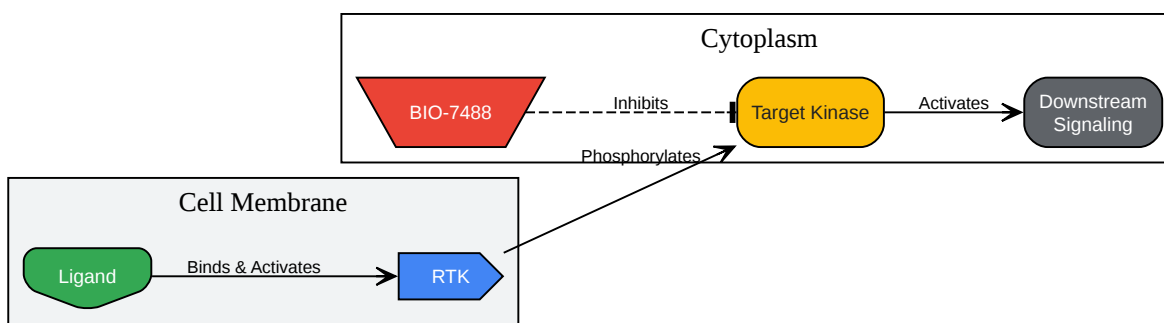 Cytoplasm
BIO-7488
Inhibits
Target Kinase
Activates
Downstream
Signaling
Phosphorylates
Cell Membrane
Ligand
Binds & Activates
RTK